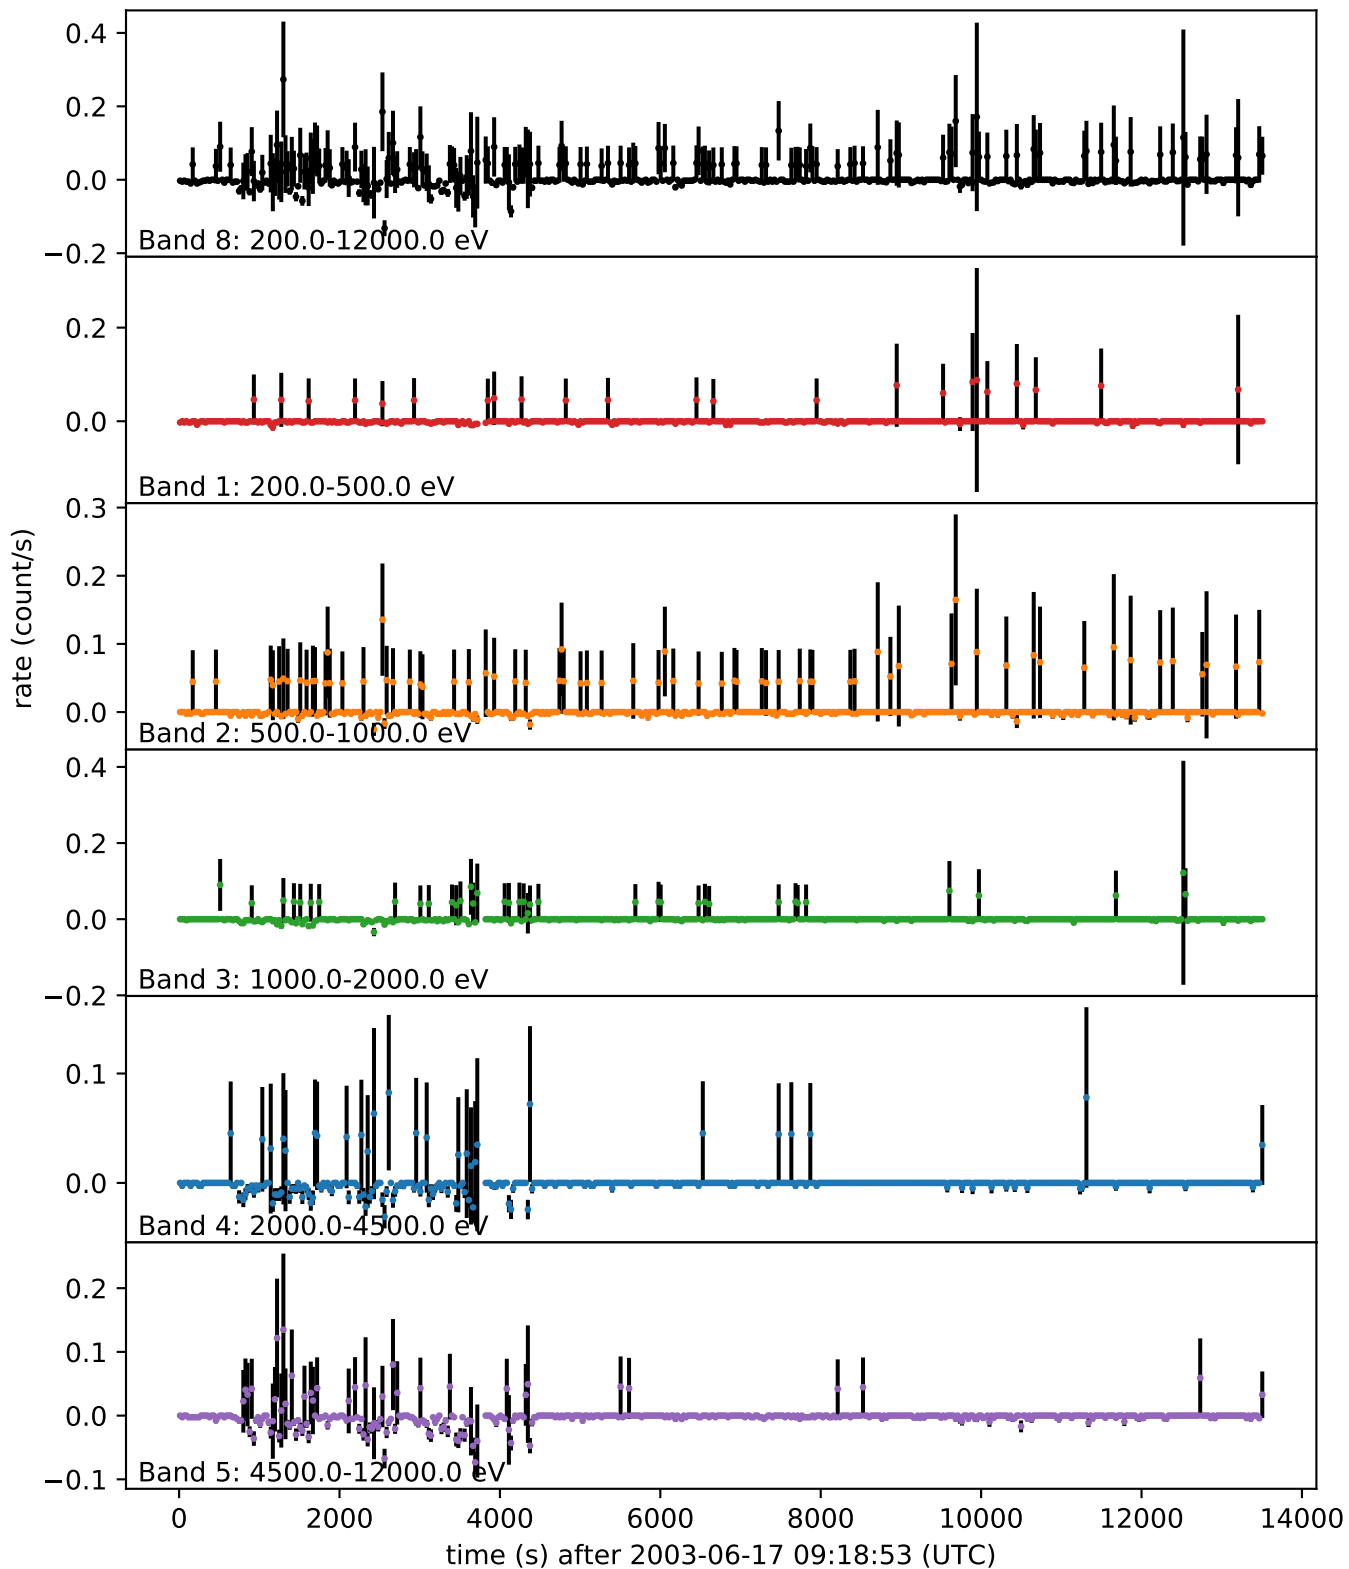 0.4
0.2
0.0
−0.2
Band 8: 200.0-12000.0 eV
0.2
0.0
Band 1: 200.0-500.0 eV
0.3
0.2
0.1
0.0
Band 2: 500.0-1000.0 eV
rate (count/s)
0.4
0.2
0.0
−0.2
Band 3: 1000.0-2000.0 eV
0.1
0.0
Band 4: 2000.0-4500.0 eV
0.2
0.1
0.0
−0.1
Band 5: 4500.0-12000.0 eV
0 2000 4000 6000 8000 10000 12000 14000
time (s) after 2003-06-17 09:18:53 (UTC)